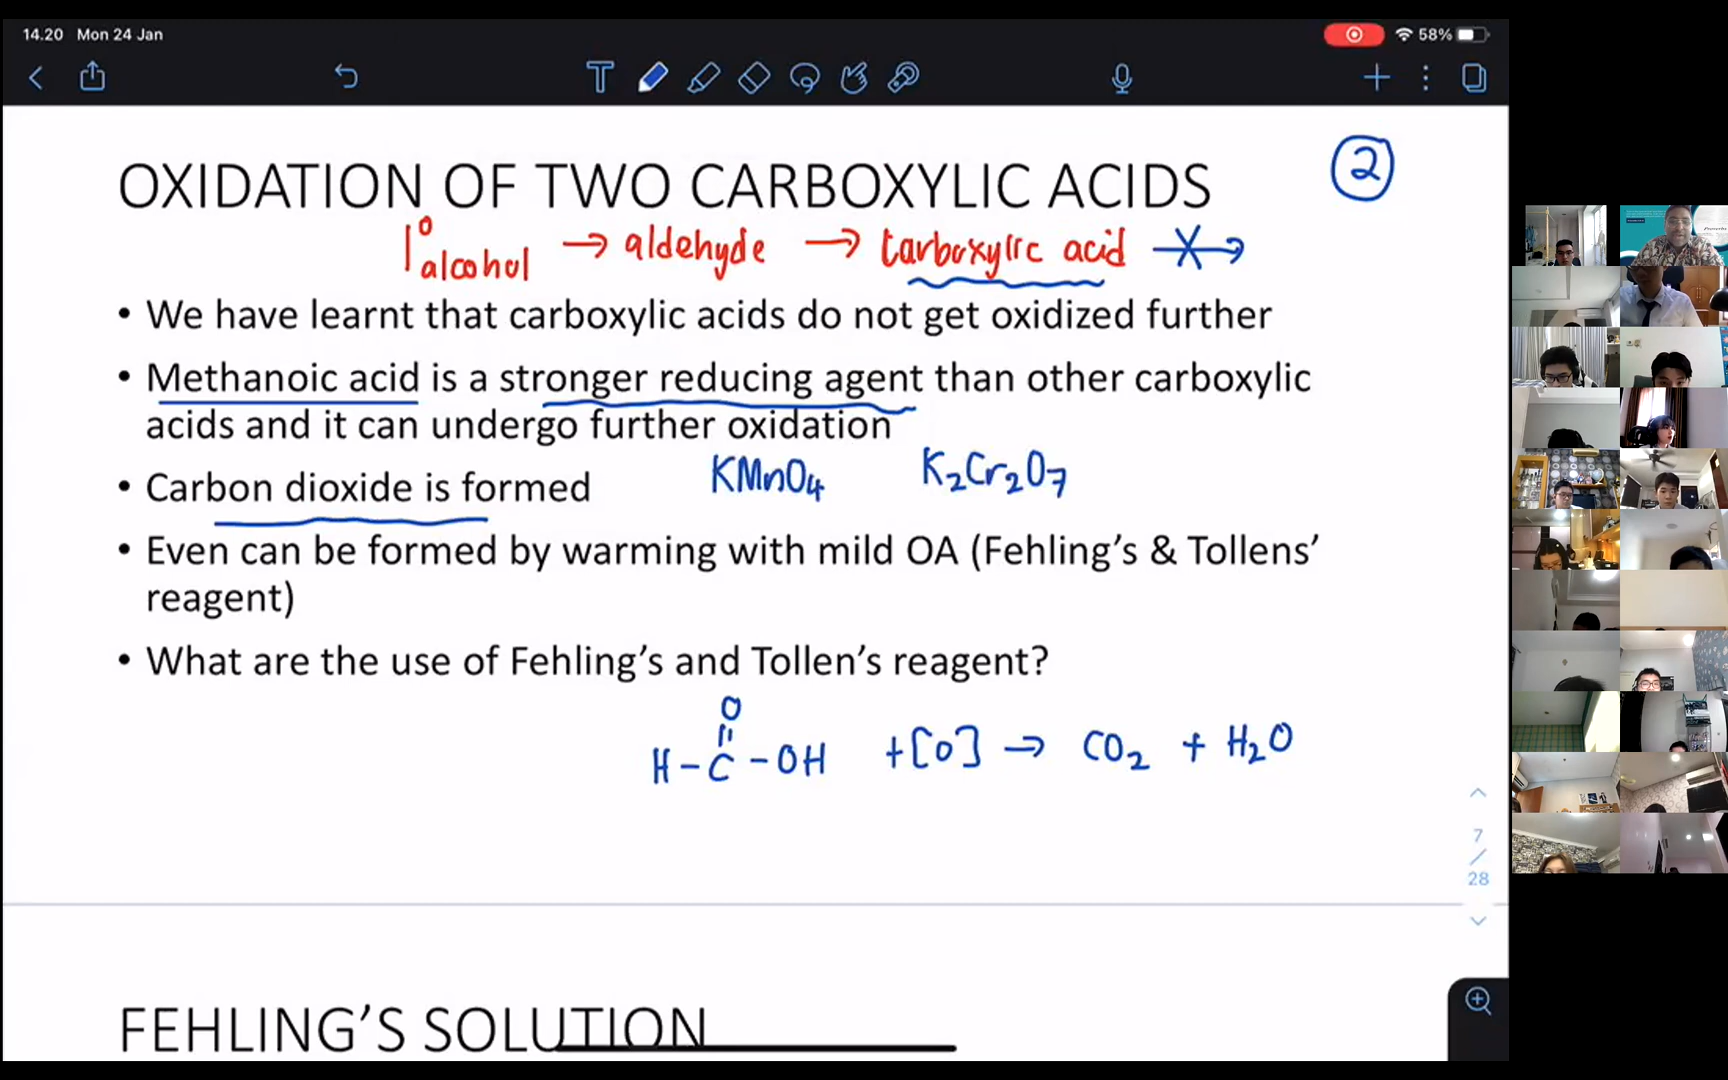 14.20 Mon 24 Jan
58%
OXIDATION OF TWO CARBOXYLIC ACIDS
2
1° alcohol → aldehyde → carboxylic acid
• We have learnt that carboxylic acids do not get oxidized further
• Methanoic acid is a stronger reducing agent than other carboxylic
acids and it can undergo further oxidation
• Carbon dioxide is formed
KMnO4 K2Cr2O7
• Even can be formed by warming with mild OA (Fehling’s & Tollens’
reagent)
• What are the use of Fehling’s and Tollen’s reagent?
O
H – C – OH + [O] → CO2 + H2O
7
/
28
FEHLING’S SOLUTION